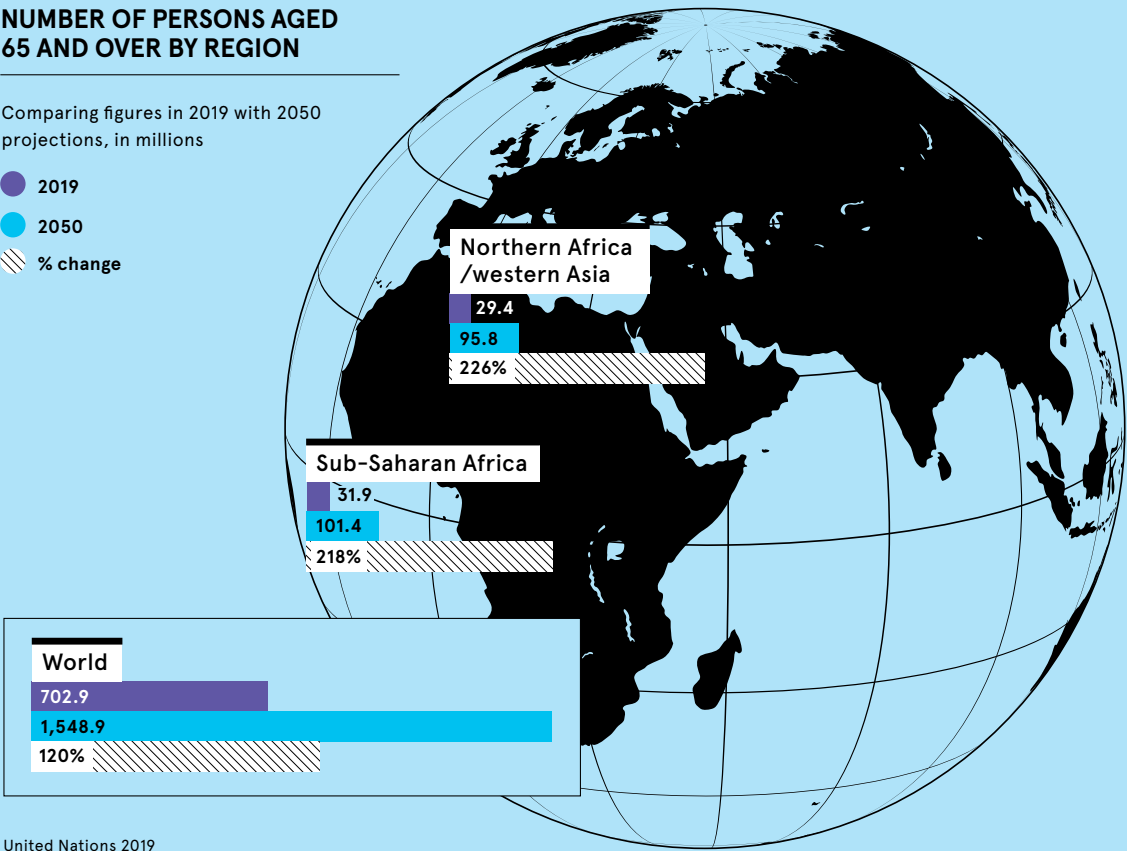 NUMBER OF PERSONS AGED
65 AND OVER BY REGION
Comparing figures in 2019 with 2050
projections, in millions
2019
2050
% change
Northern Africa
/western Asia
29.4
95.8
226%
Sub-Saharan Africa
31.9
101.4
218%
World
702.9
1,548.9
120%
United Nations 2019